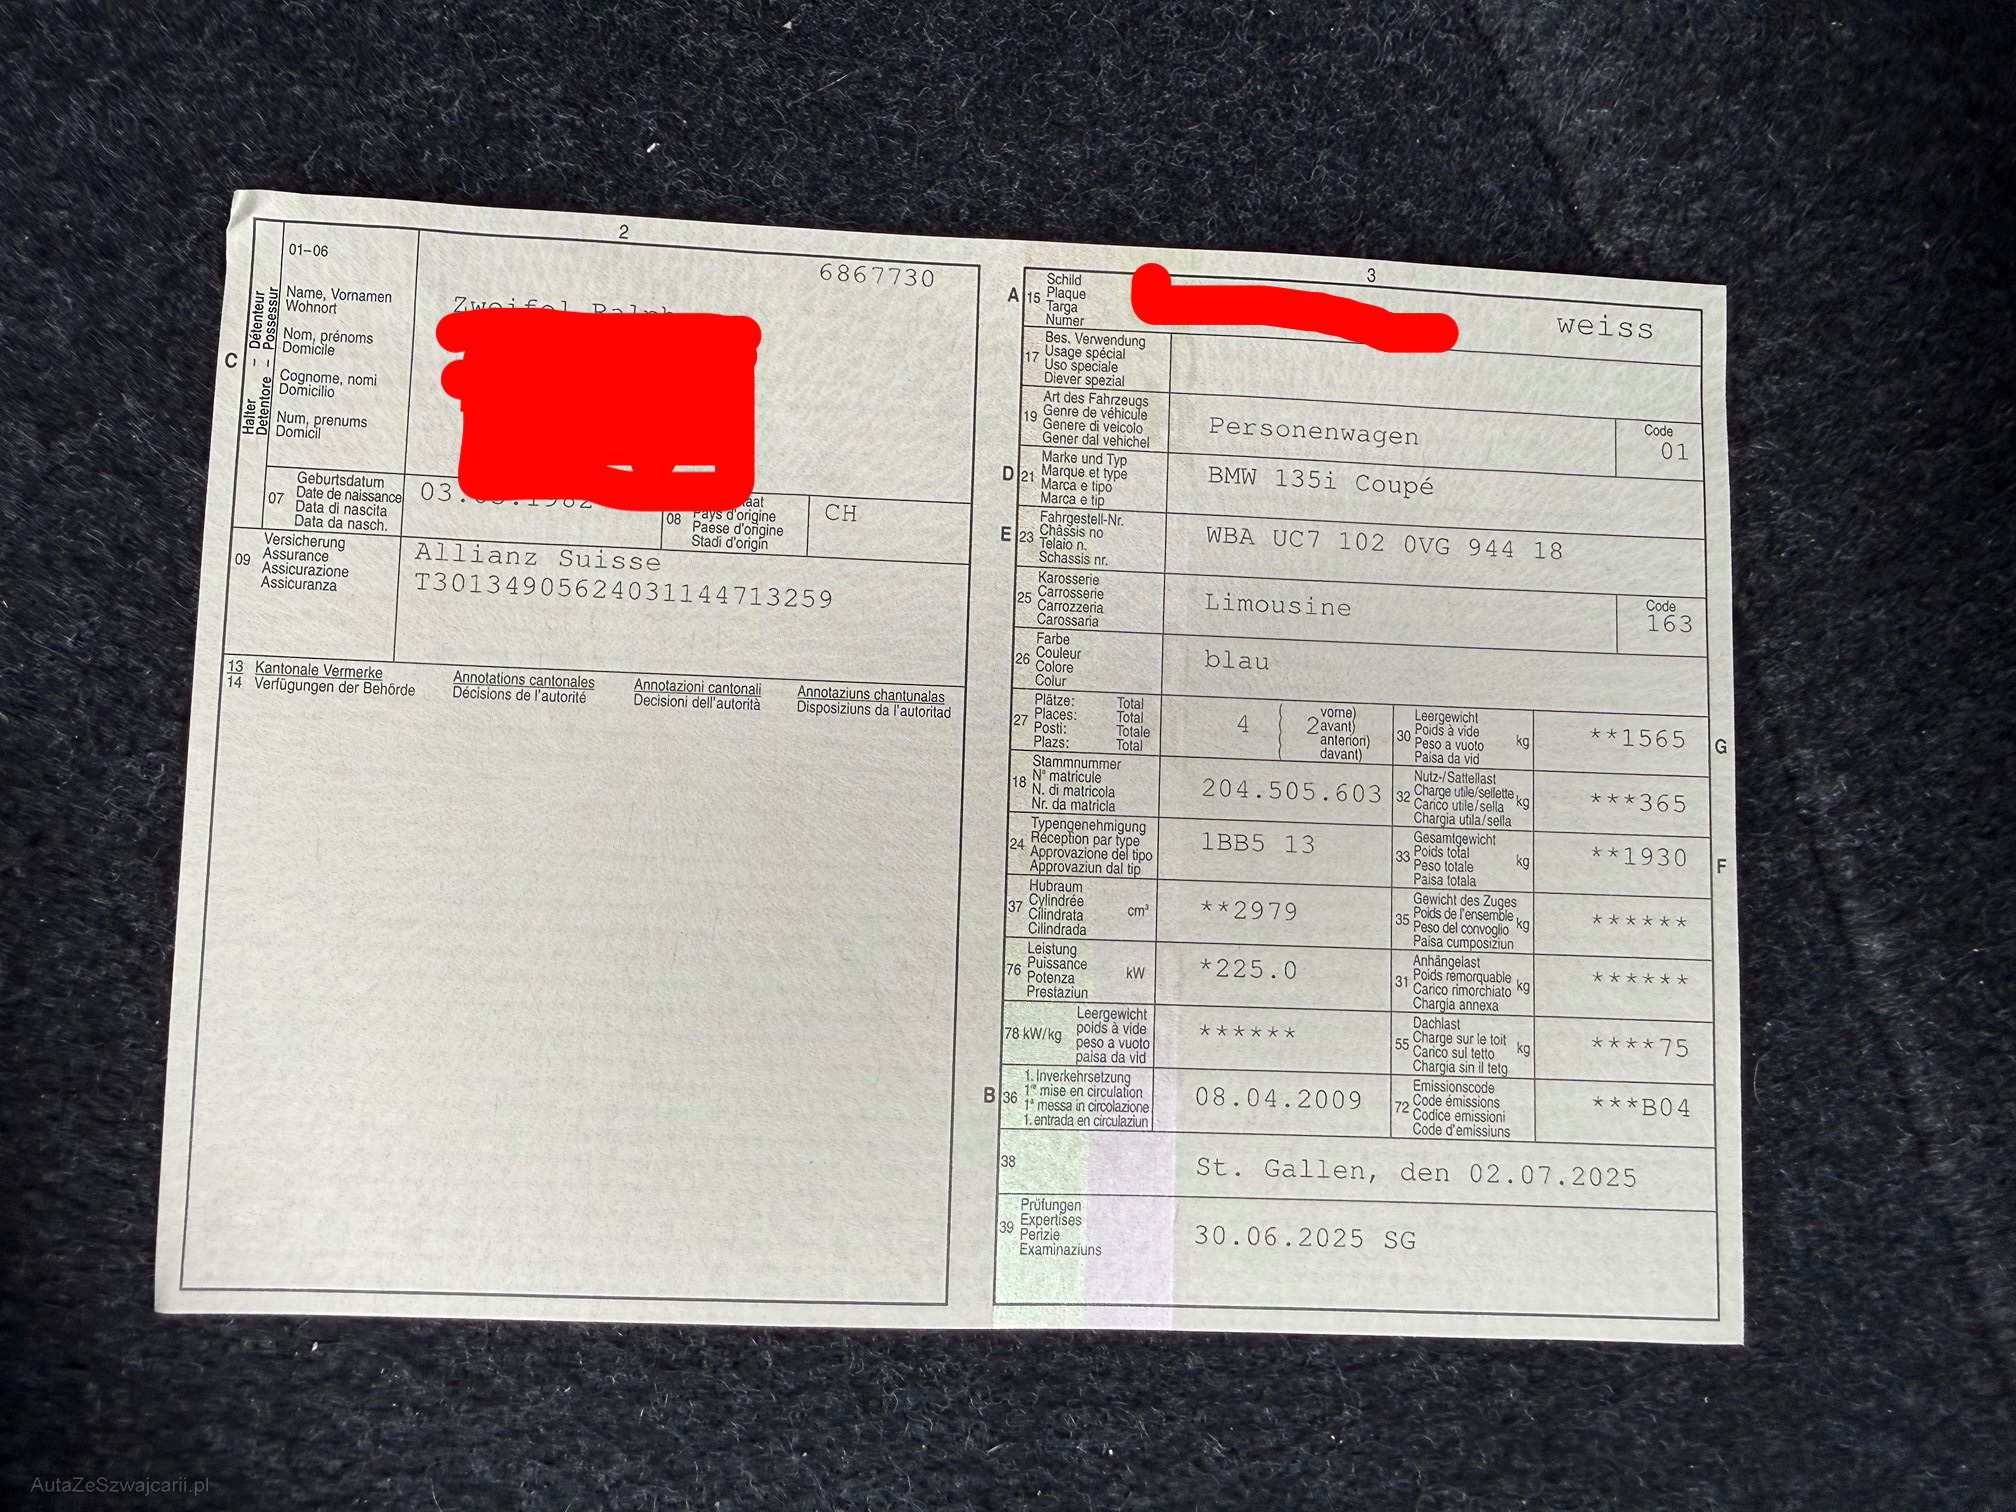 2
01–06
6867730
Name, Vornamen
Wohnort
Nom, prénoms
Domicile
Cognome, nomi
Domicilio
Num, prenums
Domicil
C
Halter – Détenteur
Detentore – Possessur
07
Geburtsdatum
Date de naissance
Data di nascita
Data da nasch.
03.
08
Pays d'origine
Paese d'origine
Stadi d'origin
CH
09
Versicherung
Assurance
Assicurazione
Assicuranza
Allianz Suisse
T30134905624031144713259
13
14
Kantonale Vermerke
Verfügungen der Behörde
Annotations cantonales
Décisions de l'autorité
Annotazioni cantonali
Decisioni dell'autorità
Annotaziuns chantunalas
Disposiziuns da l'autoritad
3
A
15
Schild
Plaque
Targa
Numer
weiss
17
Bes. Verwendung
Usage spécial
Uso speciale
Diever spezial
19
Art des Fahrzeugs
Genre de véhicule
Genere di veicolo
Gener dal vehichel
Personenwagen
Code
01
D
21
Marke und Typ
Marque et type
Marca e tipo
Marca e tip
BMW 135i Coupé
E
23
Fahrgestell-Nr.
Châssis no
Telaio n.
Schassis nr.
WBA UC7 102 0VG 944 18
25
Karosserie
Carrosserie
Carrozzeria
Carossaria
Limousine
Code
163
26
Farbe
Couleur
Colore
Colur
blau
27
Plätze: Total
Places: Total
Posti: Totale
Plazs: Total
4
2
vorne)
avant)
anteriori)
davant)
30
Leergewicht
Poids à vide
Peso a vuoto
Paisa da vid
kg
**1565
G
18
Stammnummer
N° matricule
N. di matricola
Nr. da matricla
204.505.603
32
Nutz-/Sattellast
Charge utile/sellette
Carico utile/sella
Chargia utila/sella
kg
***365
24
Typengenehmigung
Réception par type
Approvazione del tipo
Approvaziun dal tip
1BB5 13
33
Gesamtgewicht
Poids total
Peso totale
Paisa totala
kg
**1930
F
37
Hubraum
Cylindrée
Cilindrata
Cilindrada
cm³
**2979
35
Gewicht des Zuges
Poids de l'ensemble
Peso del convoglio
Paisa cumposiziun
kg
******
76
Leistung
Puissance
Potenza
Prestaziun
kW
*225.0
31
Anhängelast
Poids remorquable
Carico rimorchiato
Chargia annexa
kg
******
78 kW/kg
Leergewicht
poids à vide
peso a vuoto
paisa da vid
******
55
Dachlast
Charge sur le toit
Carico sul tetto
Chargia sin il tetg
kg
****75
B
36
1. Inverkehrsetzung
1re mise en circulation
1a messa in circolazione
1. entrada en circulaziun
08.04.2009
72
Emissionscode
Code émissions
Codice emissioni
Code d'emissiuns
***B04
38
St. Gallen, den 02.07.2025
39
Prüfungen
Expertises
Perizie
Examinaziuns
30.06.2025 SG
AutaZeSzwajcarii.pl